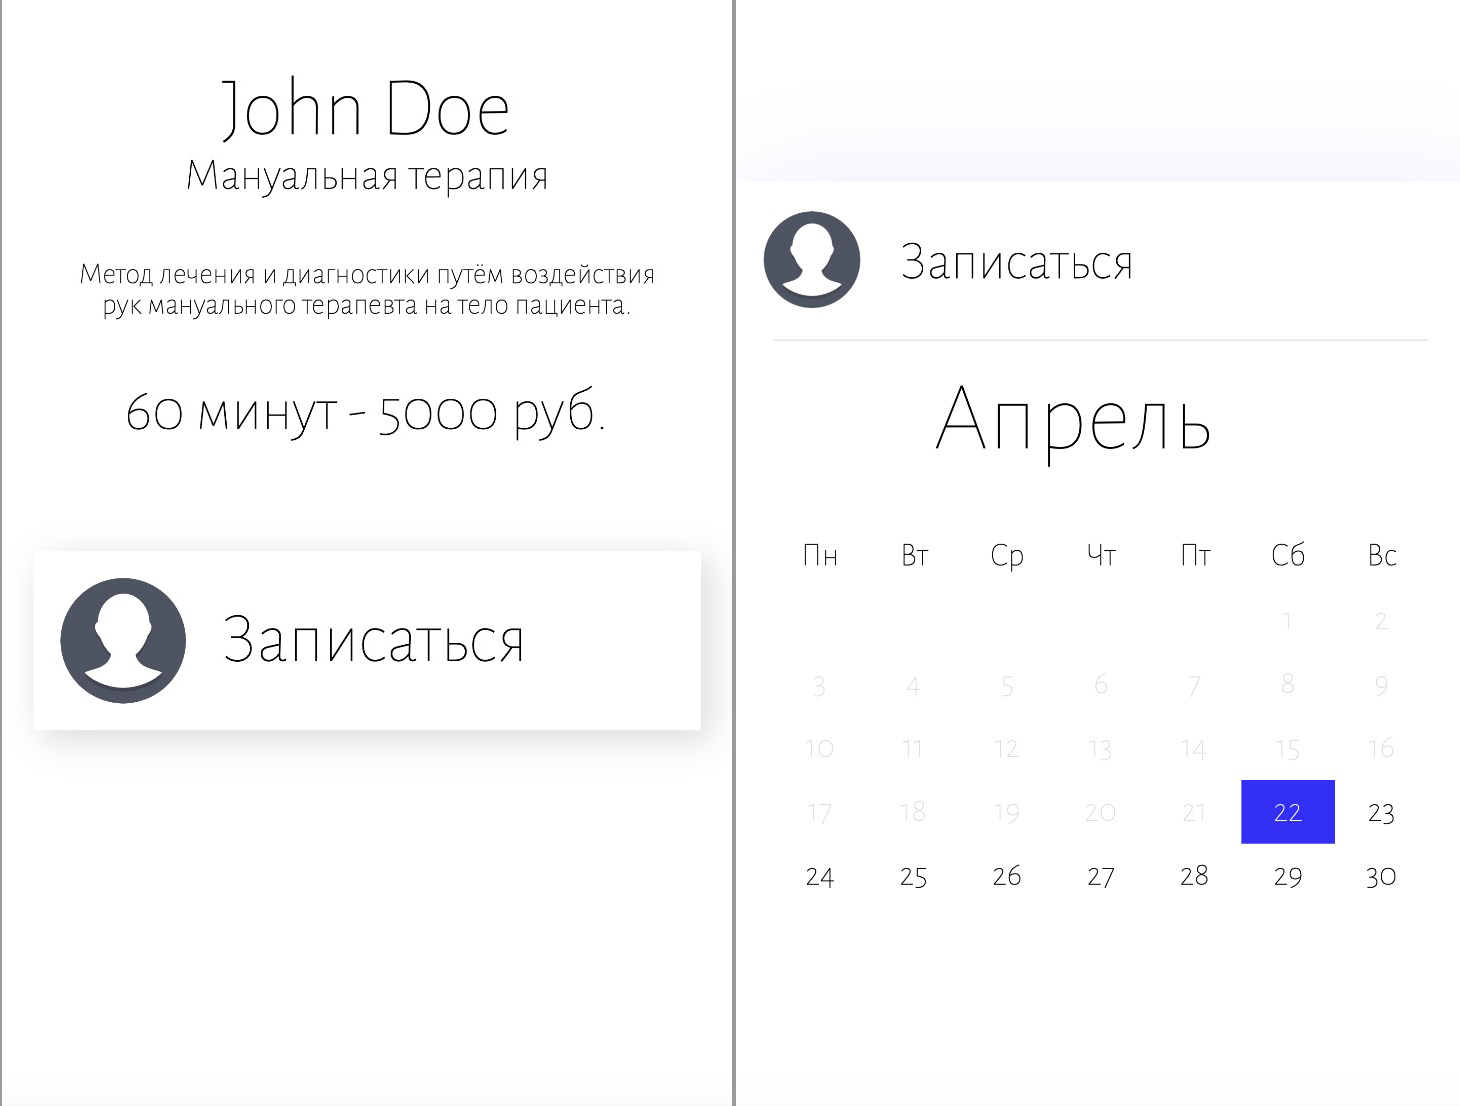 John Doe
Мануальная терапия
Метод лечения и диагностики путём воздействия
рук мануального терапевта на тело пациента.
60 минут - 5000 руб.
Записаться
Записаться
Апрель
Пн Вт Ср Чт Пт Сб Вс
1 2
3 4 5 6 7 8 9
10 11 12 13 14 15 16
17 18 19 20 21 22 23
24 25 26 27 28 29 30